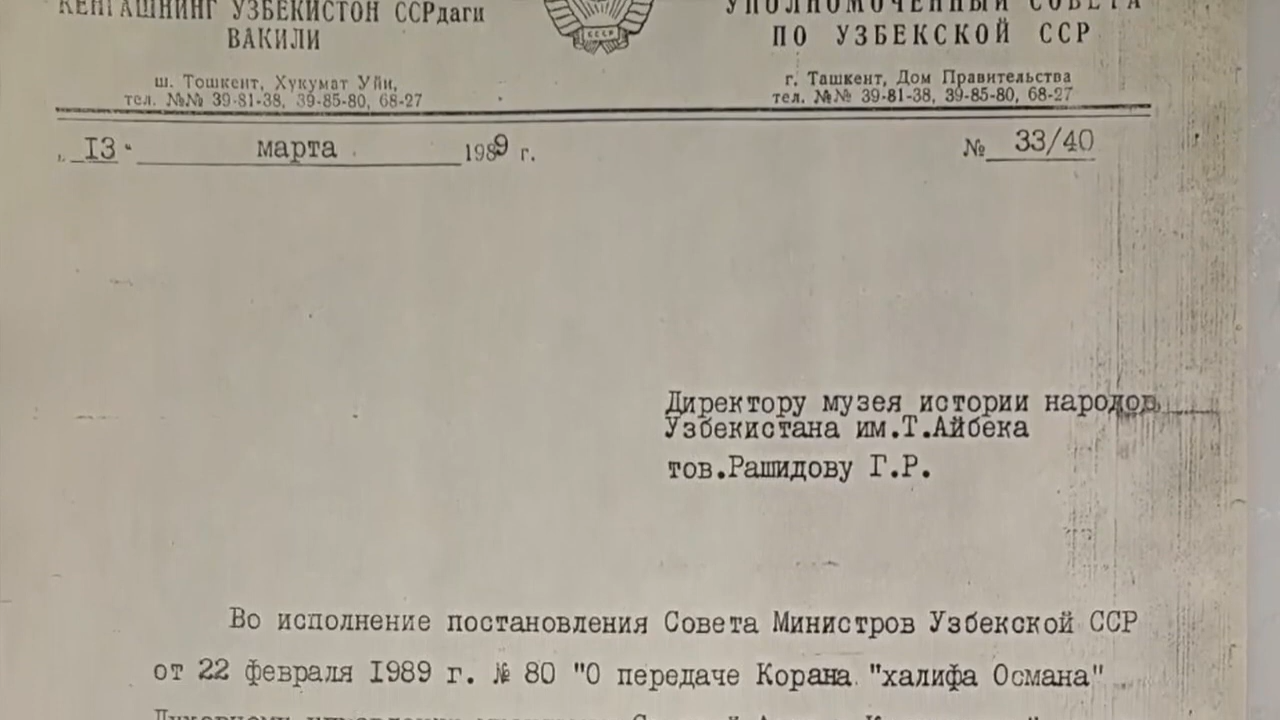 КЕНГАШНИНГ УЗБЕКИСТОН ССРдаги
ВАКИЛИ
ш. Тошкент, Хукумат Уйи,
тел. №№ 39-81-38, 39-85-80, 68-27
СССР
УПОЛНОМОЧЕННЫЙ СОВЕТА
ПО УЗБЕКСКОЙ ССР
г. Ташкент, Дом Правительства
тел. №№ 39-81-38, 39-85-80, 68-27
13 марта 1989 г.
№ 33/40
Директору музея истории народов
Узбекистана им.Т.Айбека
тов.Рашидову Г.Р.
Во исполнение постановления Совета Министров Узбекской ССР
от 22 февраля 1989 г. № 80 "О передаче Корана "халифа Османа"